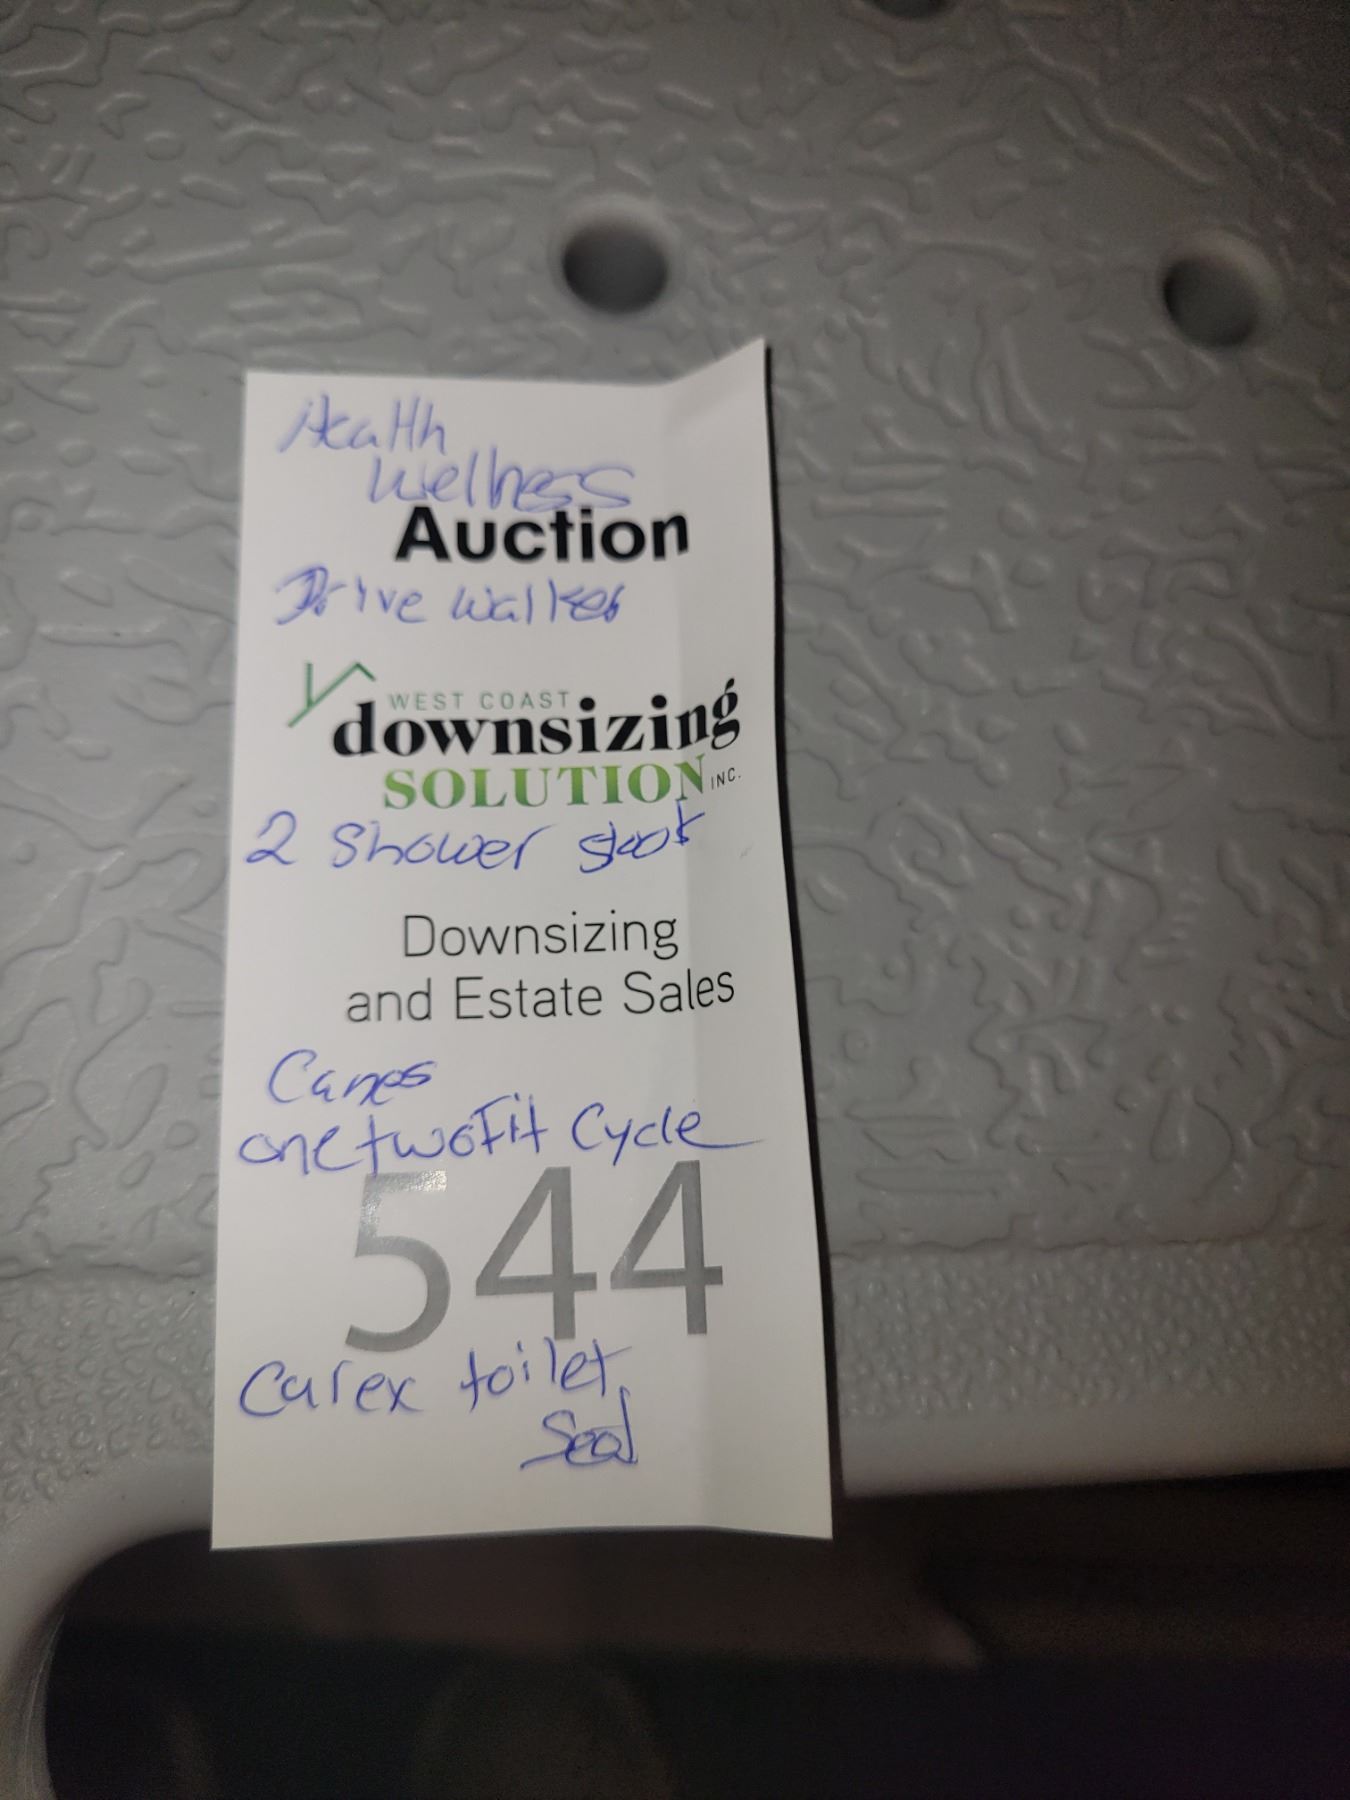 Health
Wellness
Auction
Drive walker
WEST COAST
downsizing
SOLUTION INC.
2 Shower
Downsizing
and Estate Sales
Canes
onetwoFit Cycle
544
Carex toilet
Seat